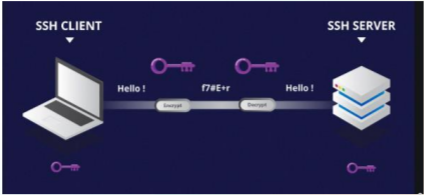 SSH CLIENT
SSH SERVER
Hello !
f7#E+r
Hello !
Encrypt
Decrypt